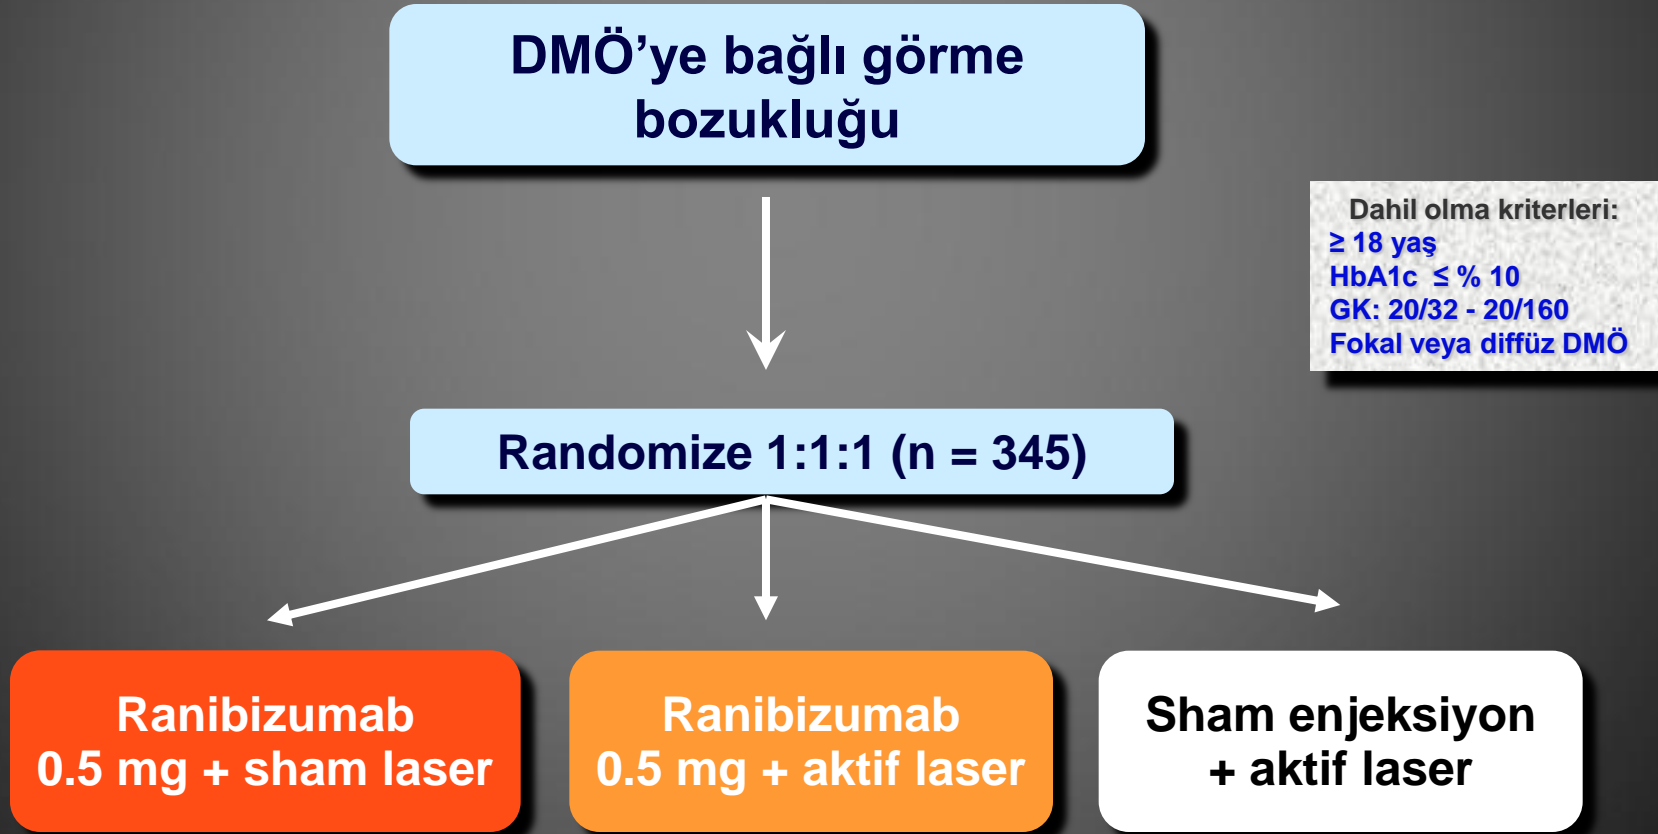 DMÖ’ye bağlı görme
bozukluğu
Dahil olma kriterleri:
≥ 18 yaş
HbA1c ≤ % 10
GK: 20/32 - 20/160
Fokal veya diffüz DMÖ
Randomize 1:1:1 (n = 345)
Ranibizumab
0.5 mg + sham laser
Ranibizumab
0.5 mg + aktif laser
Sham enjeksiyon
+ aktif laser